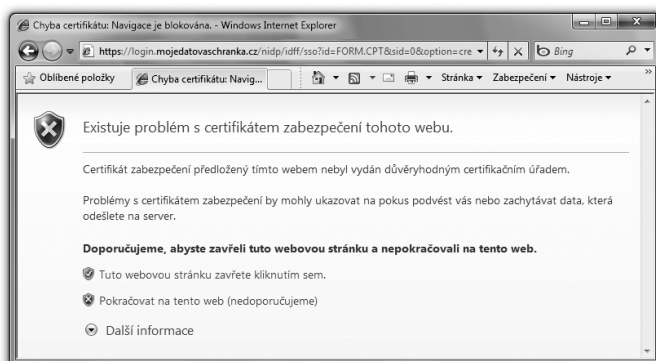 Chyba certifikátu: Navigace je blokována. - Windows Internet Explorer
https://login.mojedatovaschranka.cz/nidp/idff/sso?id=FORM.CPT&sid=0&option=cre
Bing
Oblíbené položky
Chyba certifikátu: Navig...
Stránka
Zabezpečení
Nástroje
»
Existuje problém s certifikátem zabezpečení tohoto webu.
Certifikát zabezpečení předložený tímto webem nebyl vydán důvěryhodným certifikačním úřadem.
Problémy s certifikátem zabezpečení by mohly ukazovat na pokus podvést vás nebo zachytávat data, která
odešlete na server.
Doporučujeme, abyste zavřeli tuto webovou stránku a nepokračovali na tento web.
Tuto webovou stránku zavřete kliknutím sem.
Pokračovat na tento web (nedoporučujeme)
Další informace